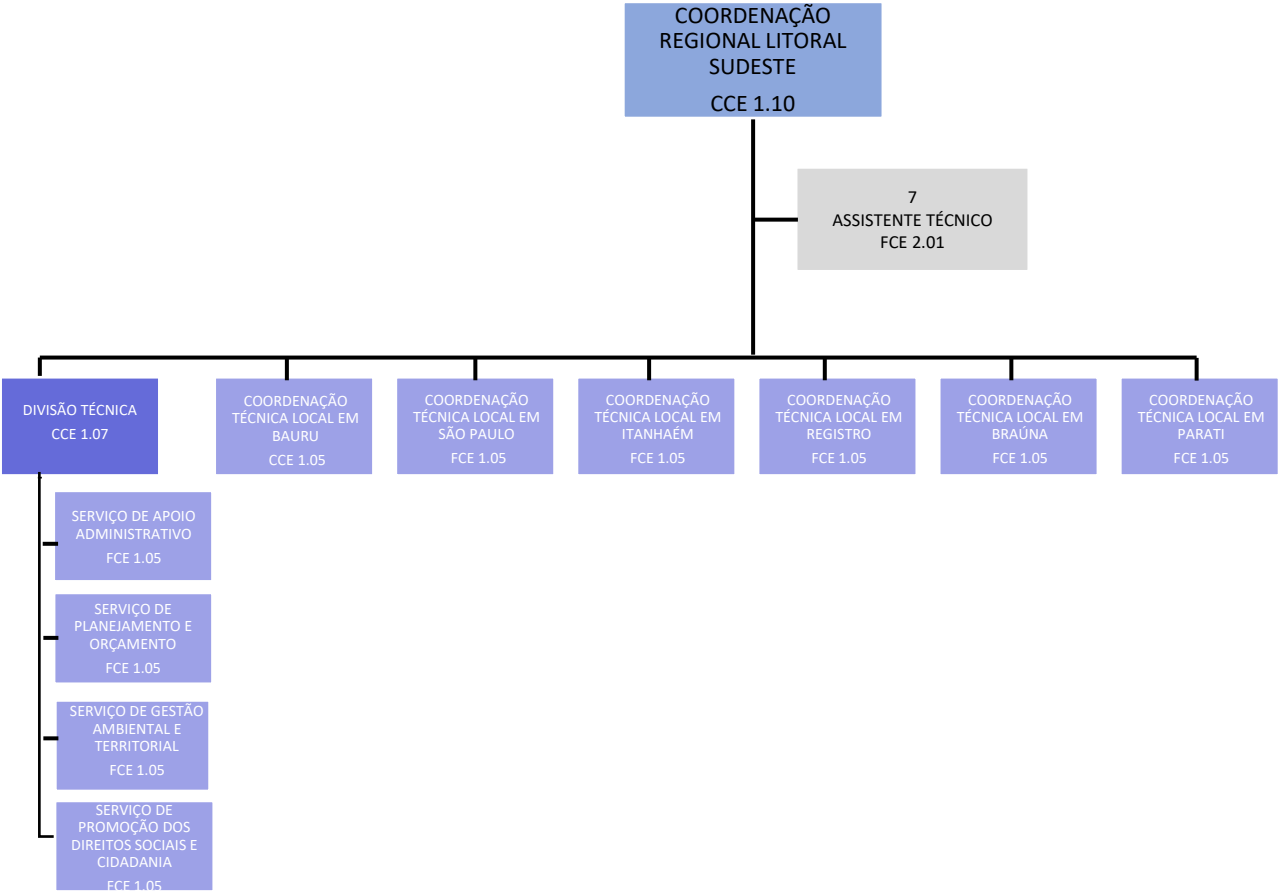 COORDENAÇÃO
REGIONAL LITORAL
SUDESTE
CCE 1.10
7
ASSISTENTE TÉCNICO
FCE 2.01
DIVISÃO TÉCNICA
CCE 1.07
COORDENAÇÃO
TÉCNICA LOCAL EM
BAURU
CCE 1.05
COORDENAÇÃO
TÉCNICA LOCAL EM
SÃO PAULO
FCE 1.05
COORDENAÇÃO
TÉCNICA LOCAL EM
ITANHAÉM
FCE 1.05
COORDENAÇÃO
TÉCNICA LOCAL EM
REGISTRO
FCE 1.05
COORDENAÇÃO
TÉCNICA LOCAL EM
BRAÚNA
FCE 1.05
COORDENAÇÃO
TÉCNICA LOCAL EM
PARATI
FCE 1.05
SERVIÇO DE APOIO
ADMINISTRATIVO
FCE 1.05
SERVIÇO DE
PLANEJAMENTO E
ORÇAMENTO
FCE 1.05
SERVIÇO DE GESTÃO
AMBIENTAL E
TERRITORIAL
FCE 1.05
SERVIÇO DE
PROMOÇÃO DOS
DIREITOS SOCIAIS E
CIDADANIA
FCE 1.05